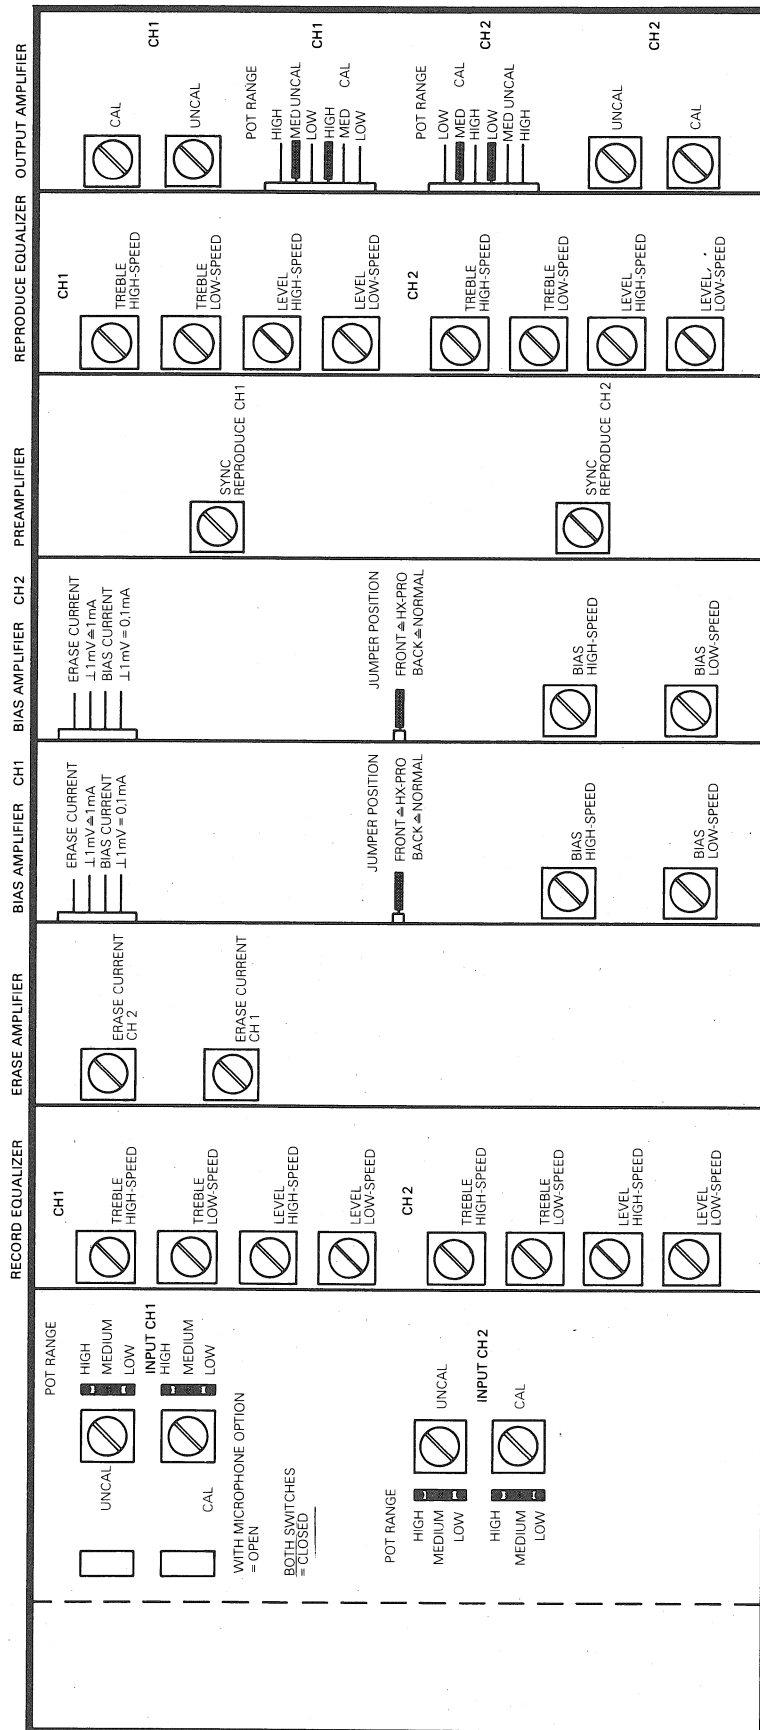 RECORD EQUALIZER
ERASE AMPLIFIER
BIAS AMPLIFIER CH1
BIAS AMPLIFIER CH2
PREAMPLIFIER
REPRODUCE EQUALIZER
OUTPUT AMPLIFIER
POT RANGE
UNCAL
HIGH
MEDIUM
LOW
INPUT CH1
CAL
HIGH
MEDIUM
LOW
WITH MICROPHONE OPTION
= OPEN
BOTH SWITCHES
= CLOSED
POT RANGE
HIGH
MEDIUM
LOW
UNCAL
INPUT CH2
HIGH
MEDIUM
LOW
CAL
CH1
TREBLE
HIGH-SPEED
TREBLE
LOW-SPEED
LEVEL
HIGH-SPEED
LEVEL
LOW-SPEED
CH2
TREBLE
HIGH-SPEED
TREBLE
LOW-SPEED
LEVEL
HIGH-SPEED
LEVEL
LOW-SPEED
ERASE CURRENT
CH 2
ERASE CURRENT
CH 1
ERASE CURRENT
⊥1mV≙1mA
BIAS CURRENT
⊥1mV = 0,1mA
JUMPER POSITION
FRONT≙HX-PRO
BACK≙NORMAL
BIAS
HIGH-SPEED
BIAS
LOW-SPEED
ERASE CURRENT
⊥1mV≙1mA
BIAS CURRENT
⊥1mV = 0,1mA
JUMPER POSITION
FRONT≙HX-PRO
BACK≙NORMAL
BIAS
HIGH-SPEED
BIAS
LOW-SPEED
SYNC
REPRODUCE CH1
SYNC
REPRODUCE CH2
CH1
TREBLE
HIGH-SPEED
TREBLE
LOW-SPEED
LEVEL
HIGH-SPEED
LEVEL
LOW-SPEED
CH2
TREBLE
HIGH-SPEED
TREBLE
LOW-SPEED
LEVEL
HIGH-SPEED
LEVEL
LOW-SPEED
CH1
CAL
UNCAL
CH1
POT RANGE
HIGH
MED UNCAL
LOW
HIGH
MED CAL
LOW
CH2
POT RANGE
LOW
MED CAL
HIGH
LOW
MED UNCAL
HIGH
CH2
UNCAL
CAL